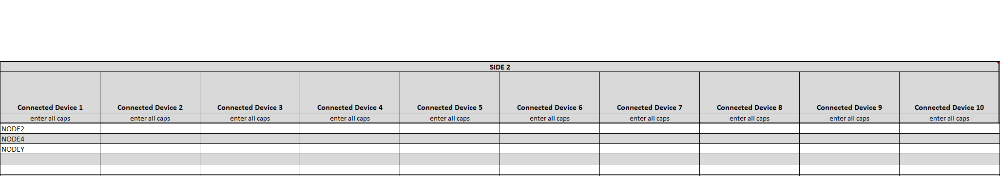 SIDE 2
Connected Device 1 Connected Device 2 Connected Device 3 Connected Device 4 Connected Device 5 Connected Device 6 Connected Device 7 Connected Device 8 Connected Device 9 Connected Device 10
enter all caps enter all caps enter all caps enter all caps enter all caps enter all caps enter all caps enter all caps enter all caps enter all caps
NODE2
NODE4
NODEY